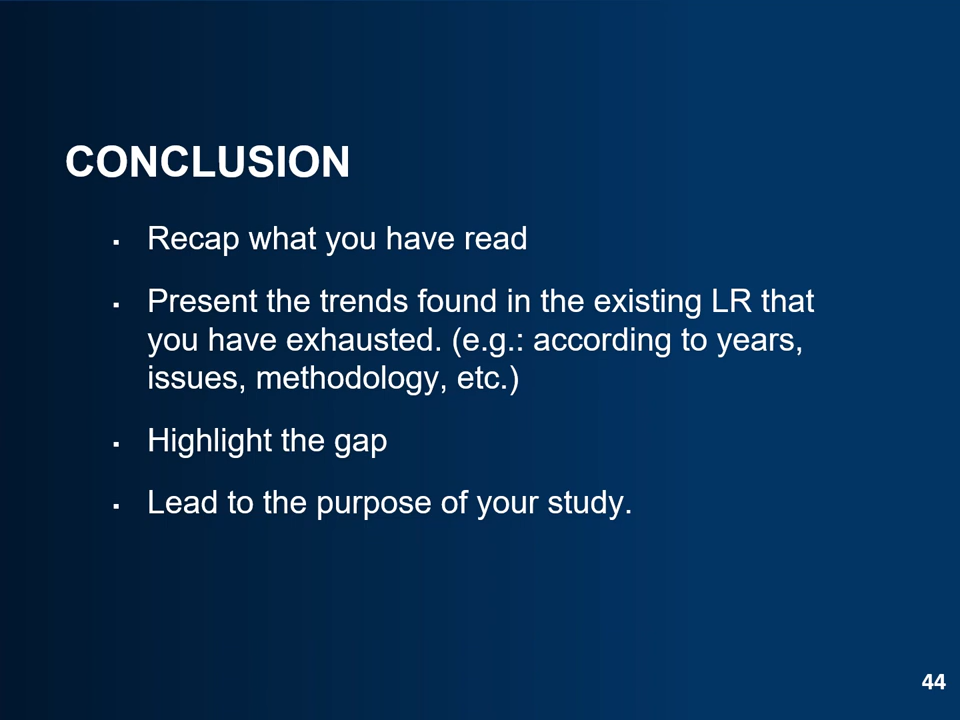 CONCLUSION
▪ Recap what you have read
▪ Present the trends found in the existing LR that
you have exhausted. (e.g.: according to years,
issues, methodology, etc.)
▪ Highlight the gap
▪ Lead to the purpose of your study.
44